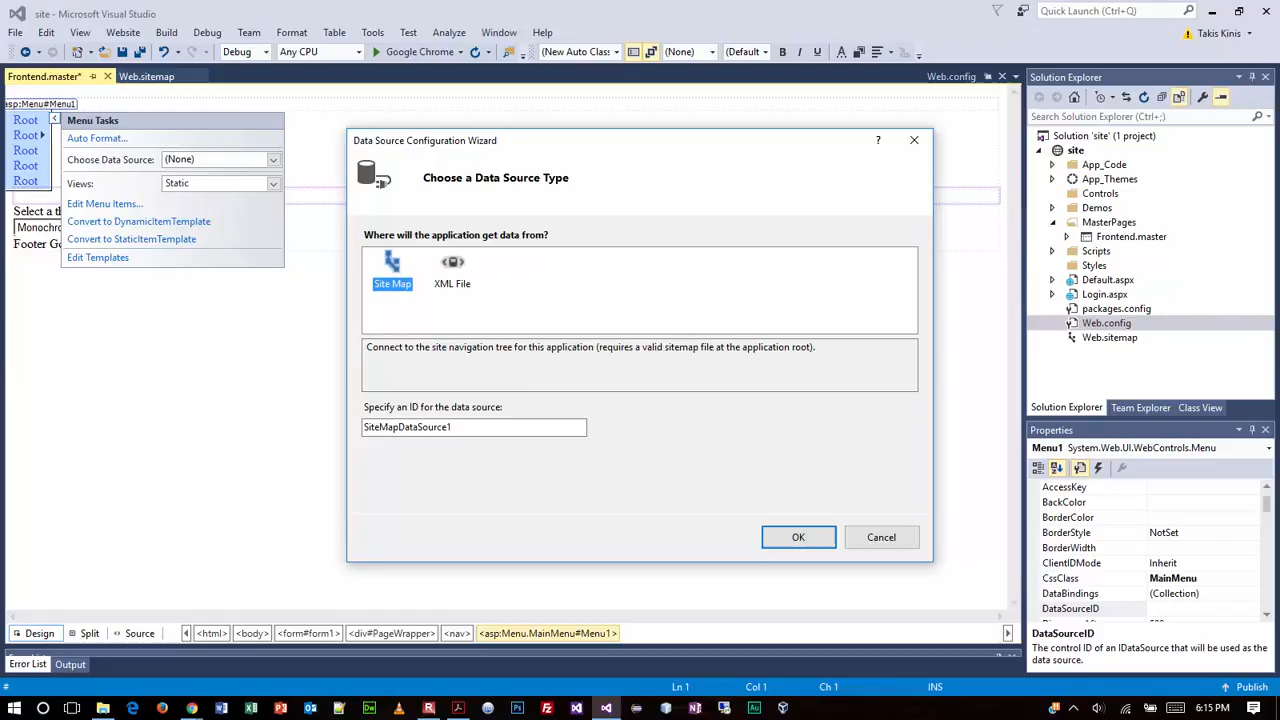 site - Microsoft Visual Studio
Quick Launch (Ctrl+Q)
File Edit View Website Build Debug Team Format Table Tools Test Analyze Window Help
Takis Kinis
Debug Any CPU Google Chrome (New Auto Class (None) (Default B I U A
Frontend.master* Web.sitemap Web.config
asp:Menu#Menu1
Root
Root
Root
Root
Root
Select a th
Monochro
Footer Go
Menu Tasks
Auto Format...
Choose Data Source: (None)
Views: Static
Edit Menu Items...
Convert to DynamicItemTemplate
Convert to StaticItemTemplate
Edit Templates
Data Source Configuration Wizard
?
Choose a Data Source Type
Where will the application get data from?
Site Map XML File
Connect to the site navigation tree for this application (requires a valid sitemap file at the application root).
Specify an ID for the data source:
SiteMapDataSource1
OK Cancel
Solution Explorer
Search Solution Explorer (Ctrl+;)
Solution 'site' (1 project)
site
App_Code
App_Themes
Controls
Demos
MasterPages
Frontend.master
Scripts
Styles
Default.aspx
Login.aspx
packages.config
Web.config
Web.sitemap
Solution Explorer Team Explorer Class View
Properties
Menu1 System.Web.UI.WebControls.Menu
AccessKey
BackColor
BorderColor
BorderStyle NotSet
BorderWidth
ClientIDMode Inherit
CssClass MainMenu
DataBindings (Collection)
DataSourceID
DataSourceID
The control ID of an IDataSource that will be used as the data source.
Design Split Source <html> <body> <form#form1> <div#PageWrapper> <nav> <asp:Menu.MainMenu#Menu1>
Error List Output
# Ln 1 Col 1 Ch 1 INS Publish
6:15 PM